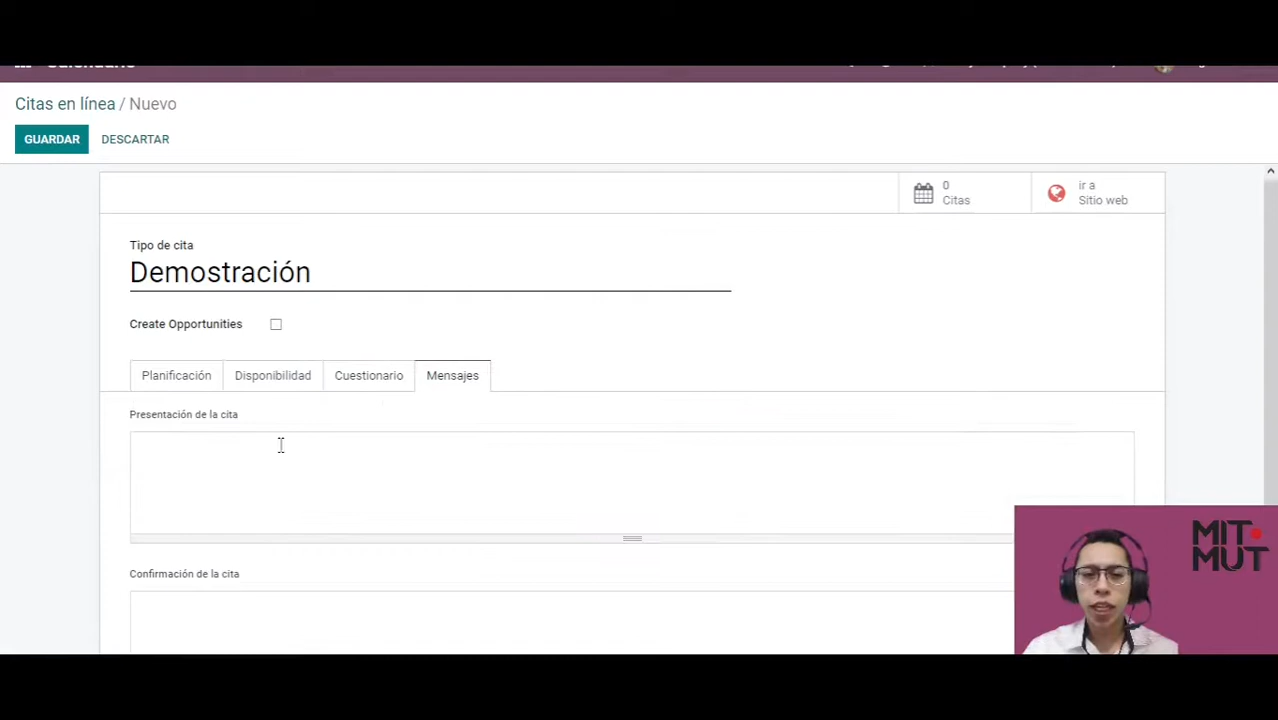 Calendario
Citas en línea / Nuevo
GUARDAR DESCARTAR
0
Citas
ir a
Sitio web
Tipo de cita
Demostración
Create Opportunities
Planificación Disponibilidad Cuestionario Mensajes
Presentación de la cita
Confirmación de la cita
MIT
MUT